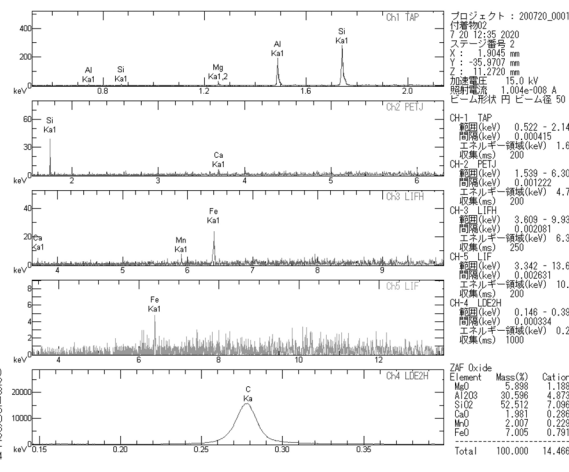 Ch1 TAP
400
200
0
Al
Ka1
Si
Ka1
Mg
Ka1,2
Al
Ka1
Si
Ka1
keV
0.8
1.2
1.6
2.0
Ch2 PETJ
60
30
0
Si
Ka1
Ca
Ka1
keV
2
3
4
5
6
Ch3 LIFH
40
20
0
Ca
Ka1
Mn
Ka1
Fe
Ka1
keV
4
5
6
7
8
9
Ch5 LIF
8
6
4
2
0
Fe
Ka1
keV
4
6
8
10
12
Ch4 LDE2H
20000
10000
0
C
Ka
keV
0.15
0.20
0.25
0.30
0.35
プロジェクト : 200720_0001
付着物02
7 20 12:35 2020
ステージ番号 2
X : 1.9045 mm
Y : -35.9707 mm
Z : 11.2720 mm
加速電圧 15.0 kV
照射電流 1.004e-008 A
ビーム形状 円 ビーム径 50
CH-1 TAP
範囲(keV) 0.522 - 2.14
間隔(keV) 0.000415
エネルギー領域(keV) 1.6
収集(ms) 200
CH-2 PETJ
範囲(keV) 1.539 - 6.30
間隔(keV) 0.001222
エネルギー領域(keV) 4.7
収集(ms) 200
CH-3 LIFH
範囲(keV) 3.609 - 9.93
間隔(keV) 0.002081
エネルギー領域(keV) 6.3
収集(ms) 250
CH-5 LIF
範囲(keV) 3.342 - 13.6
間隔(keV) 0.002631
エネルギー領域(keV) 10.
収集(ms) 200
CH-4 LDE2H
範囲(keV) 0.146 - 0.39
間隔(keV) 0.000334
エネルギー領域(keV) 0.2
収集(ms) 1000
ZAF Oxide
Element Mass(%) Cation
MgO 5.898 1.188
Al2O3 30.596 4.873
SiO2 52.512 7.096
CaO 1.981 0.286
MnO 2.007 0.229
FeO 7.005 0.791
Total 100.000 14.466